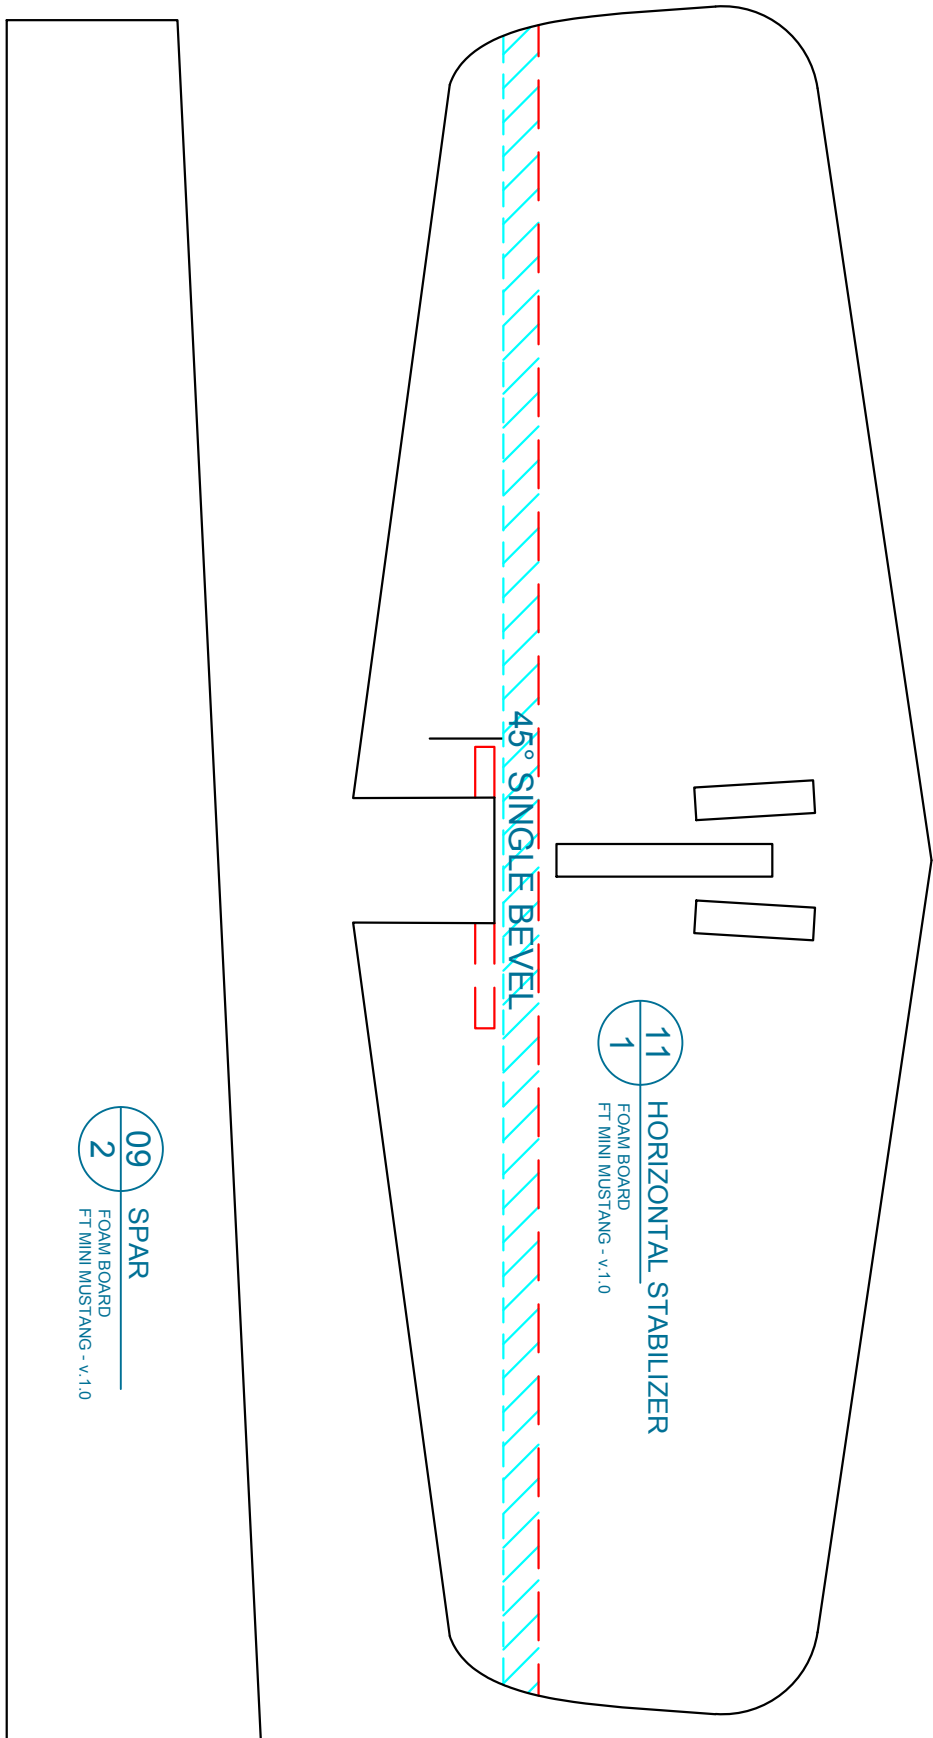 45° SINGLE BEVEL
11
1
HORIZONTAL STABILIZER
FOAM BOARD
FT MINI MUSTANG - v.1.0
09
2
SPAR
FOAM BOARD
FT MINI MUSTANG - v.1.0